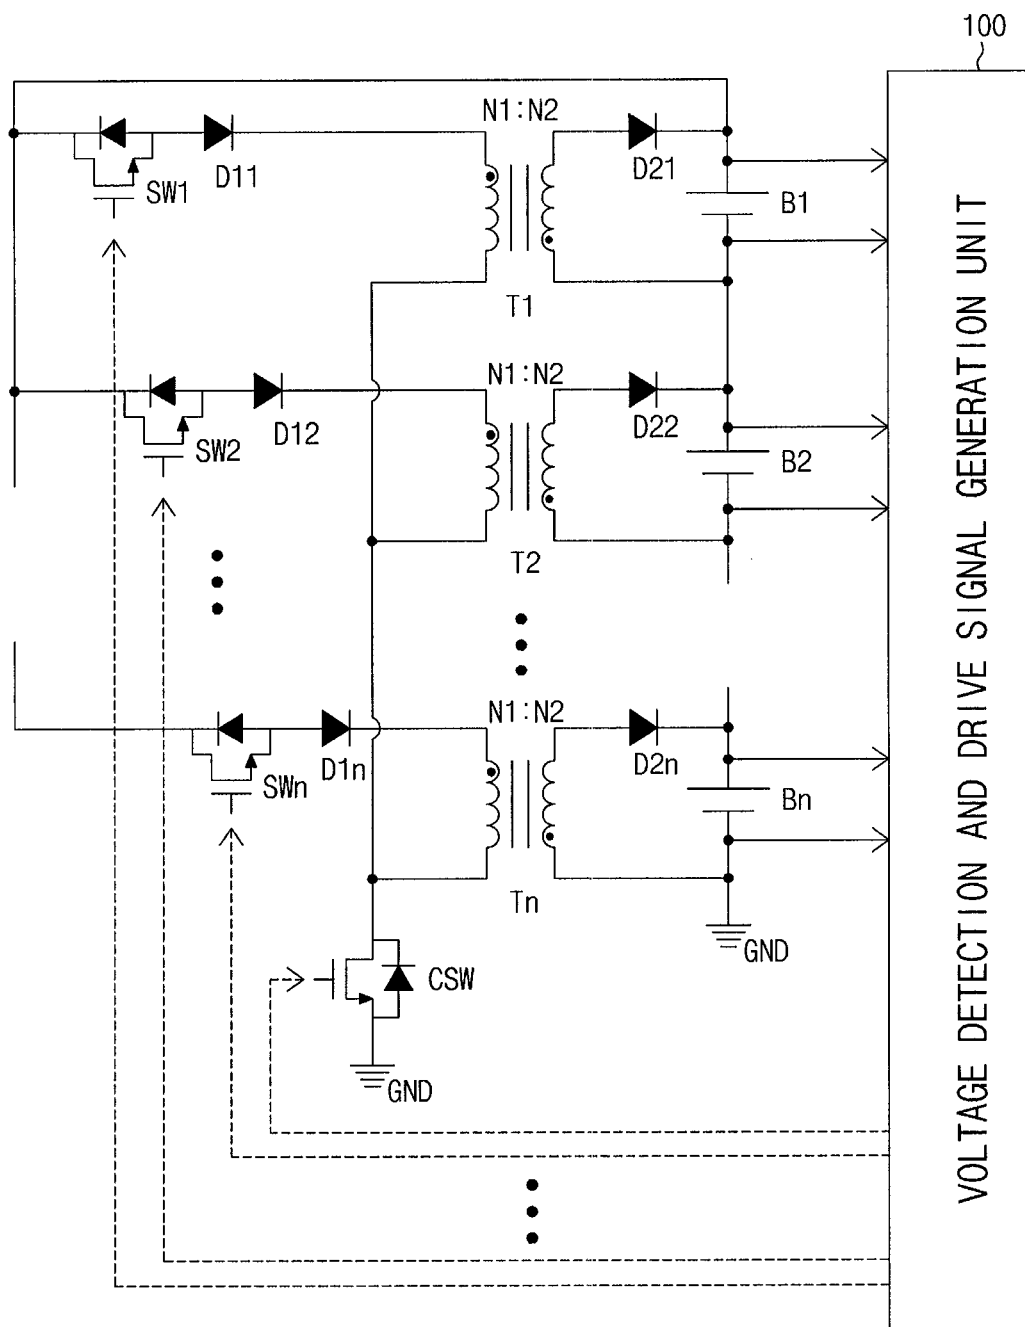 100
N1:N2
D11
SW1
D21
B1
T1
N1:N2
D12
SW2
D22
B2
T2
N1:N2
D1n
SWn
D2n
Bn
Tn
GND
CSW
GND
VOLTAGE DETECTION AND DRIVE SIGNAL GENERATION UNIT